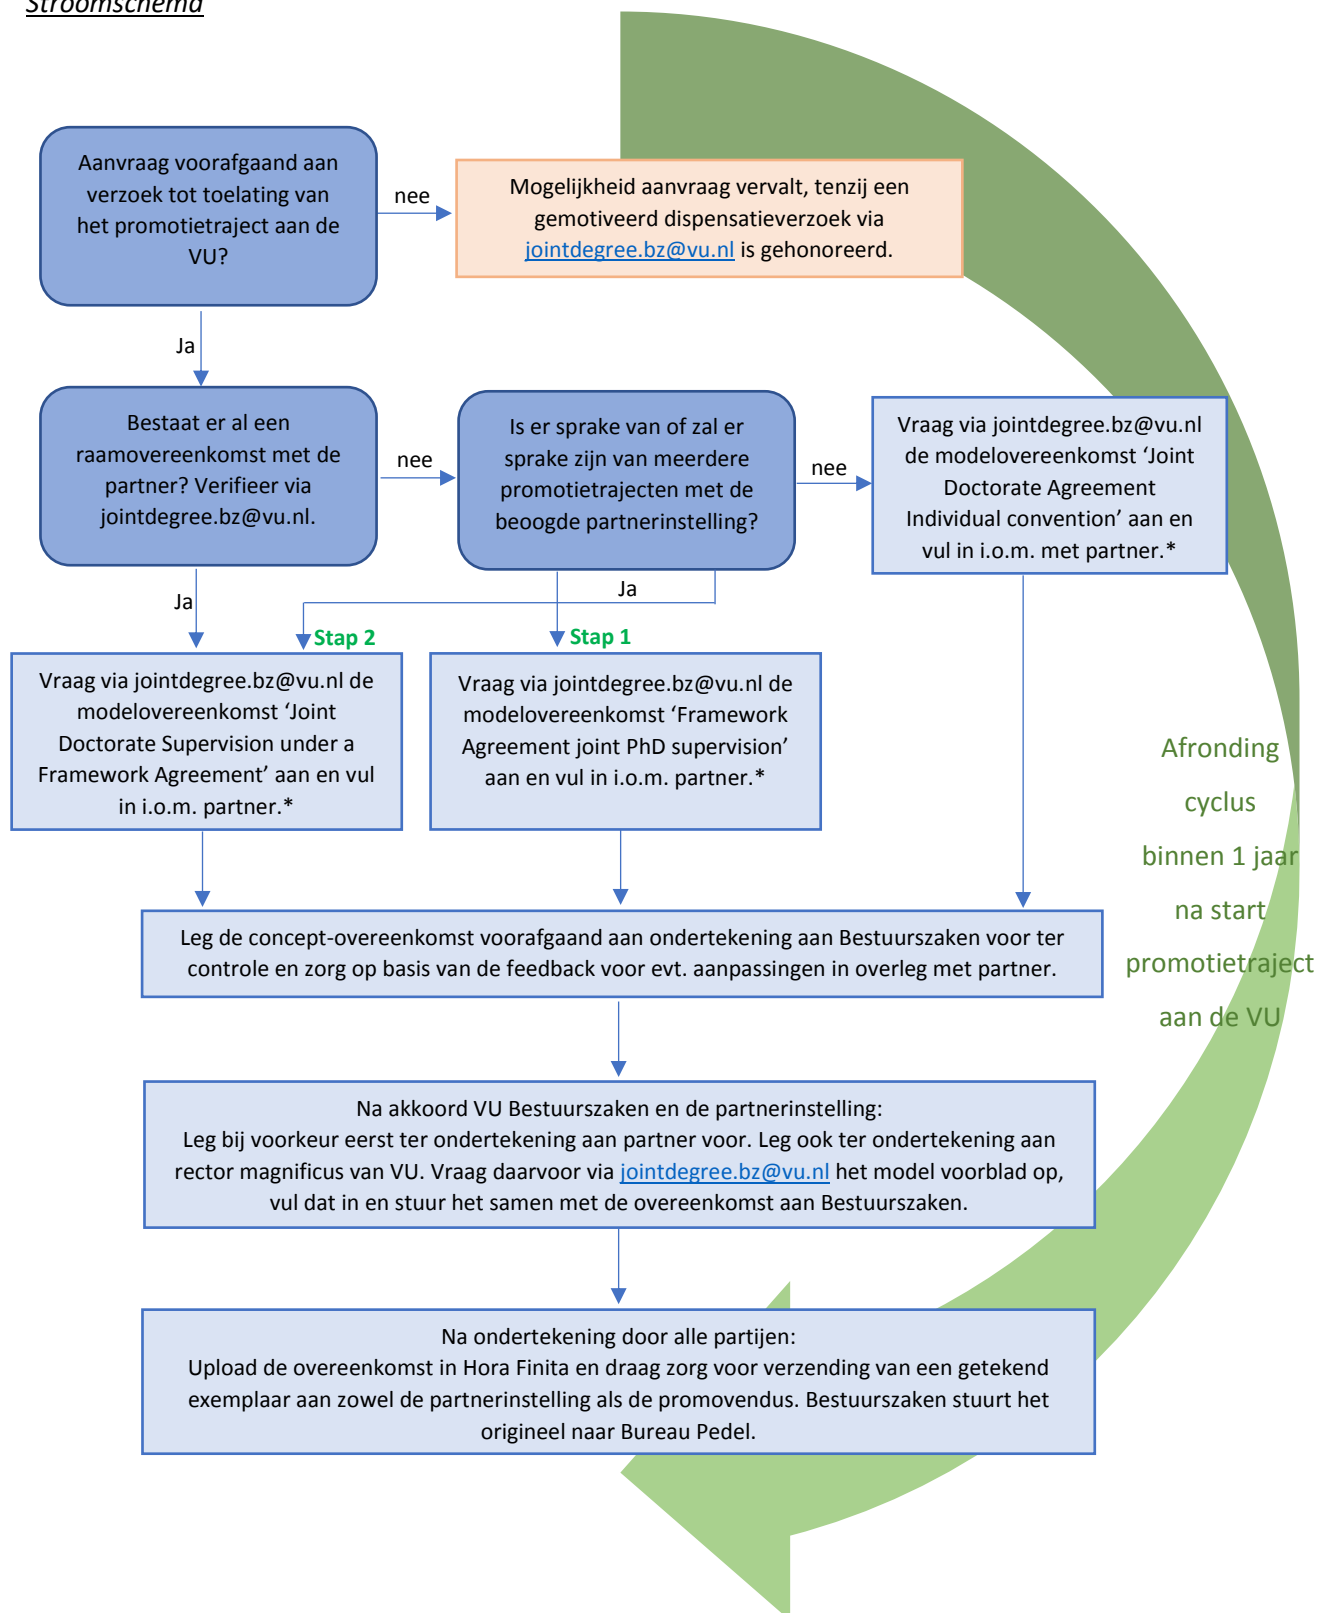 Stroomschema
Aanvraag voorafgaand aan
verzoek tot toelating van
het promotietraject aan de
VU?
nee
Mogelijkheid aanvraag vervalt, tenzij een
gemotiveerd dispensatieverzoek via
jointdegree.bz@vu.nl is gehonoreerd.
Ja
Bestaat er al een
raamovereenkomst met de
partner? Verifieer via
jointdegree.bz@vu.nl.
nee
Is er sprake van of zal er
sprake zijn van meerdere
promotietrajecten met de
beoogde partnerinstelling?
nee
Vraag via jointdegree.bz@vu.nl
de modelovereenkomst ‘Joint
Doctorate Agreement
Individual convention’ aan en
vul in i.o.m. met partner.*
Ja
Ja
Stap 2
Stap 1
Vraag via jointdegree.bz@vu.nl de
modelovereenkomst ‘Joint
Doctorate Supervision under a
Framework Agreement’ aan en vul
in i.o.m. partner.*
Vraag via jointdegree.bz@vu.nl de
modelovereenkomst ‘Framework
Agreement joint PhD supervision’
aan en vul in i.o.m. partner.*
Afronding
cyclus
binnen 1 jaar
na start
promotietraject
aan de VU
Leg de concept-overeenkomst voorafgaand aan ondertekening aan Bestuurszaken voor ter
controle en zorg op basis van de feedback voor evt. aanpassingen in overleg met partner.
Na akkoord VU Bestuurszaken en de partnerinstelling:
Leg bij voorkeur eerst ter ondertekening aan partner voor. Leg ook ter ondertekening aan
rector magnificus van VU. Vraag daarvoor via jointdegree.bz@vu.nl het model voorblad op,
vul dat in en stuur het samen met de overeenkomst aan Bestuurszaken.
Na ondertekening door alle partijen:
Upload de overeenkomst in Hora Finita en draag zorg voor verzending van een getekend
exemplaar aan zowel de partnerinstelling als de promovendus. Bestuurszaken stuurt het
origineel naar Bureau Pedel.